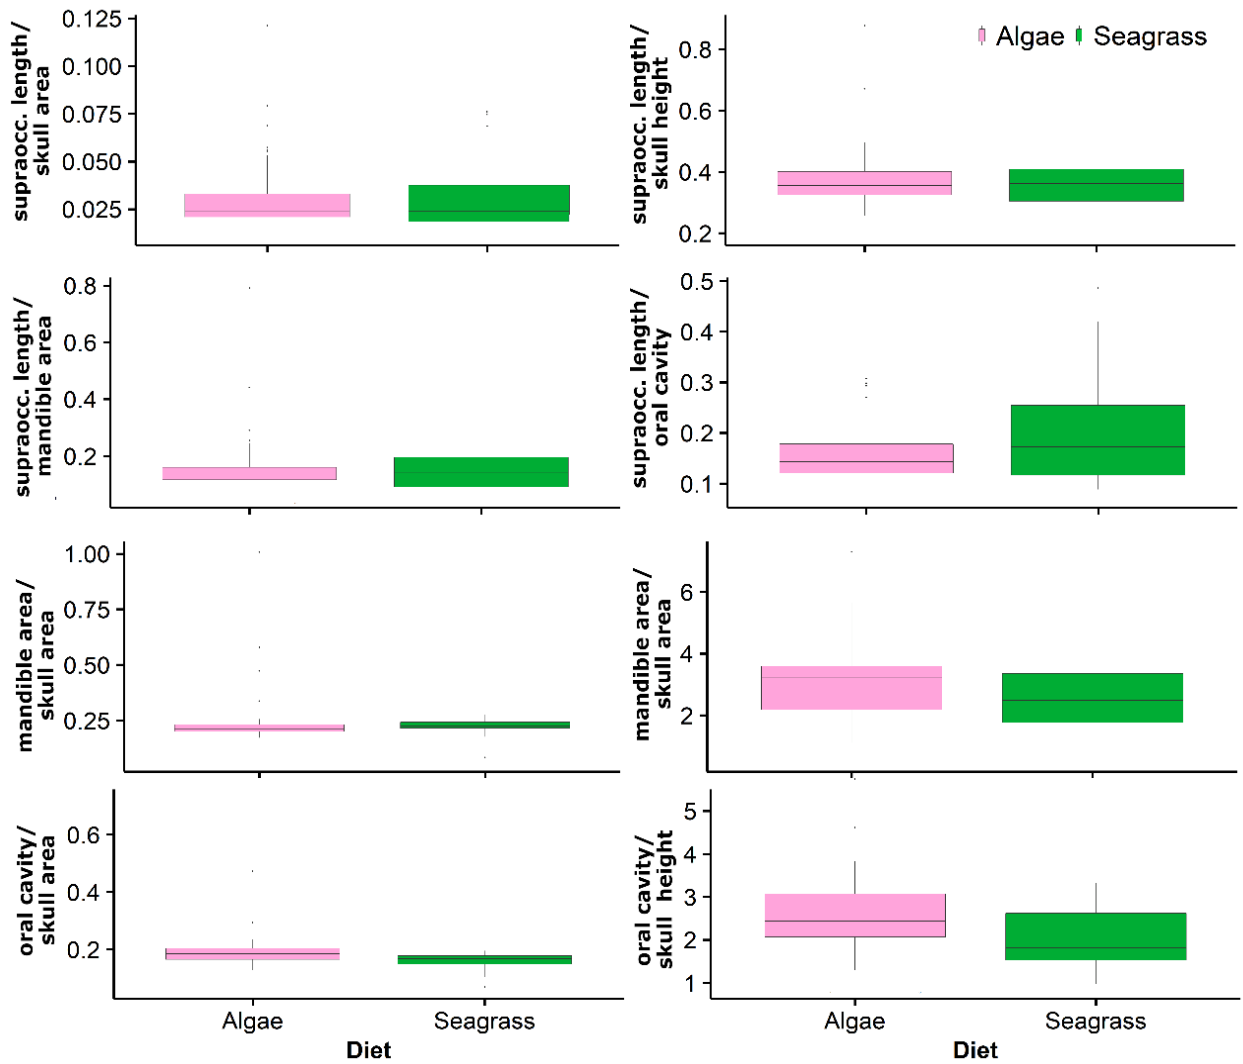 supraocc. length/
skull area
0.125
0.100
0.075
0.050
0.025
supraocc. length/
skull height
0.8
0.6
0.4
0.2
Algae Seagrass
supraocc. length/
mandible area
0.8
0.6
0.4
0.2
supraocc. length/
oral cavity
0.5
0.4
0.3
0.2
0.1
mandible area/
skull area
1.00
0.75
0.50
0.25
mandible area/
skull area
6
4
2
oral cavity/
skull area
0.6
0.4
0.2
Algae Seagrass
Diet
oral cavity/
skull height
5
4
3
2
1
Algae Seagrass
Diet